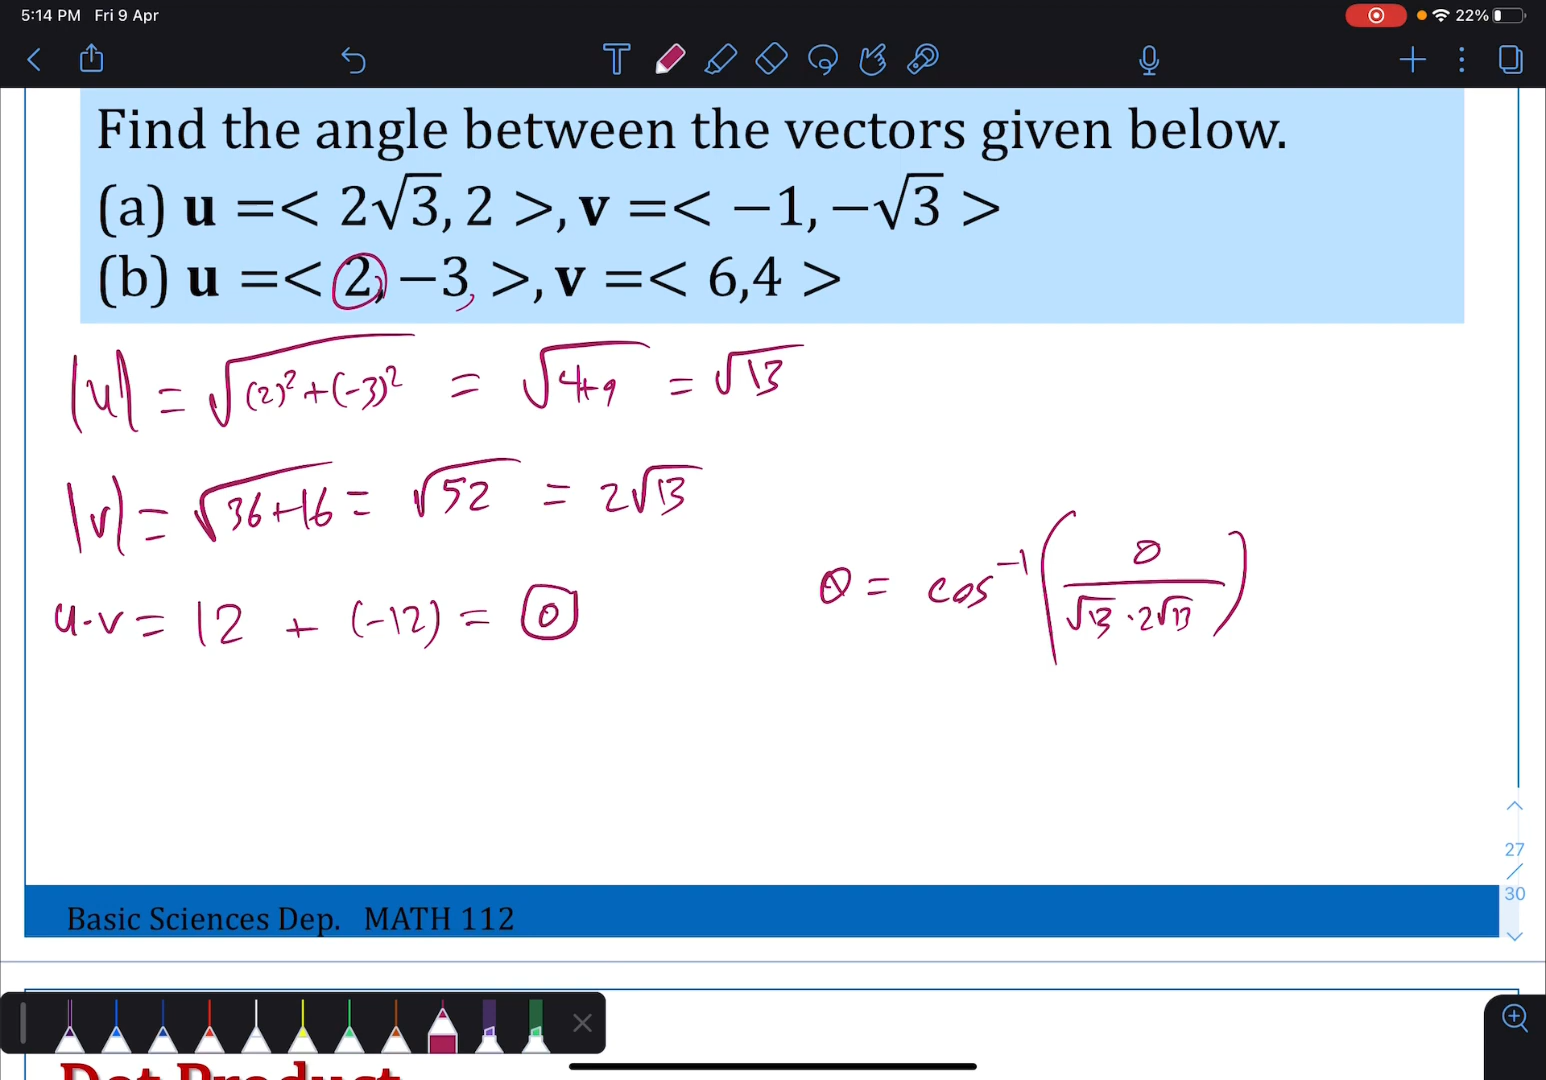 5:14 PM Fri 9 Apr 22%
T
Find the angle between the vectors given below.
(a) u =< 2√3, 2 >, v =< −1, −√3 >
(b) u =< 2, −3 >, v =< 6,4 >
|u| = √((2)² + (-3)²) = √(4+9) = √13
|v| = √(36+16) = √52 = 2√13
u·v = 12 + (-12) = 0
θ = cos⁻¹(0/(√13 · 2√13))
27
/
30
Basic Sciences Dep. MATH 112
Dot Product